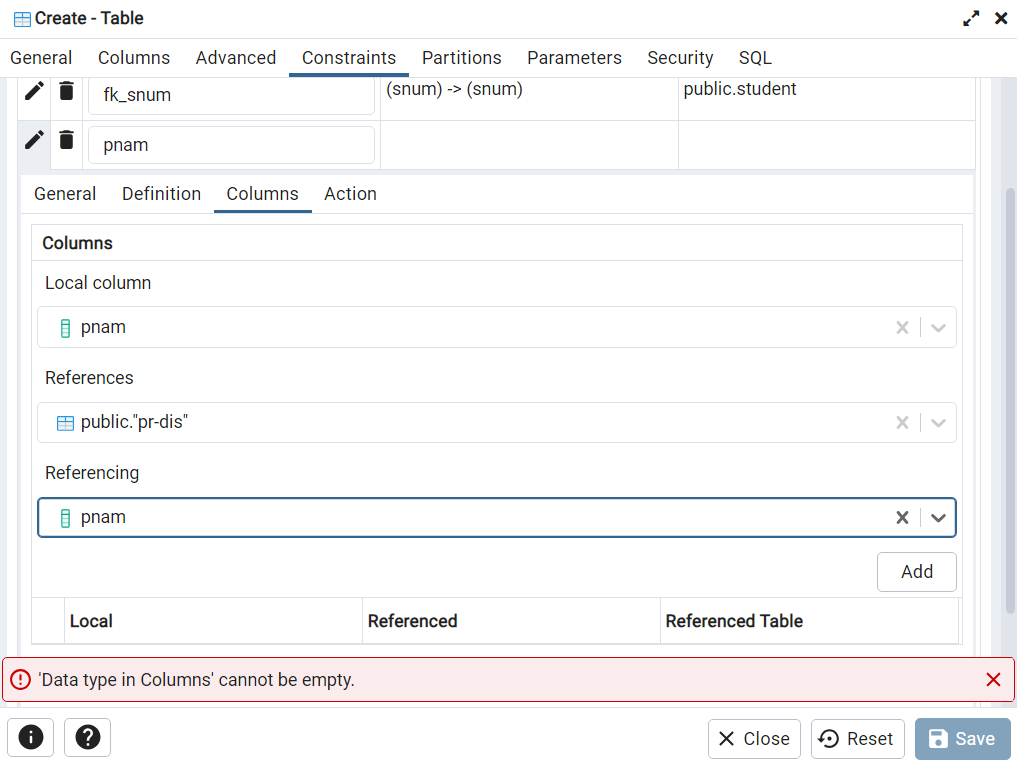 Create - Table
General Columns Advanced Constraints Partitions Parameters Security SQL
fk_snum (snum) -> (snum) public.student
pnam
General Definition Columns Action
Columns
Local column
pnam
References
public."pr-dis"
Referencing
pnam
Add
Local Referenced Referenced Table
'Data type in Columns' cannot be empty.
Close Reset Save